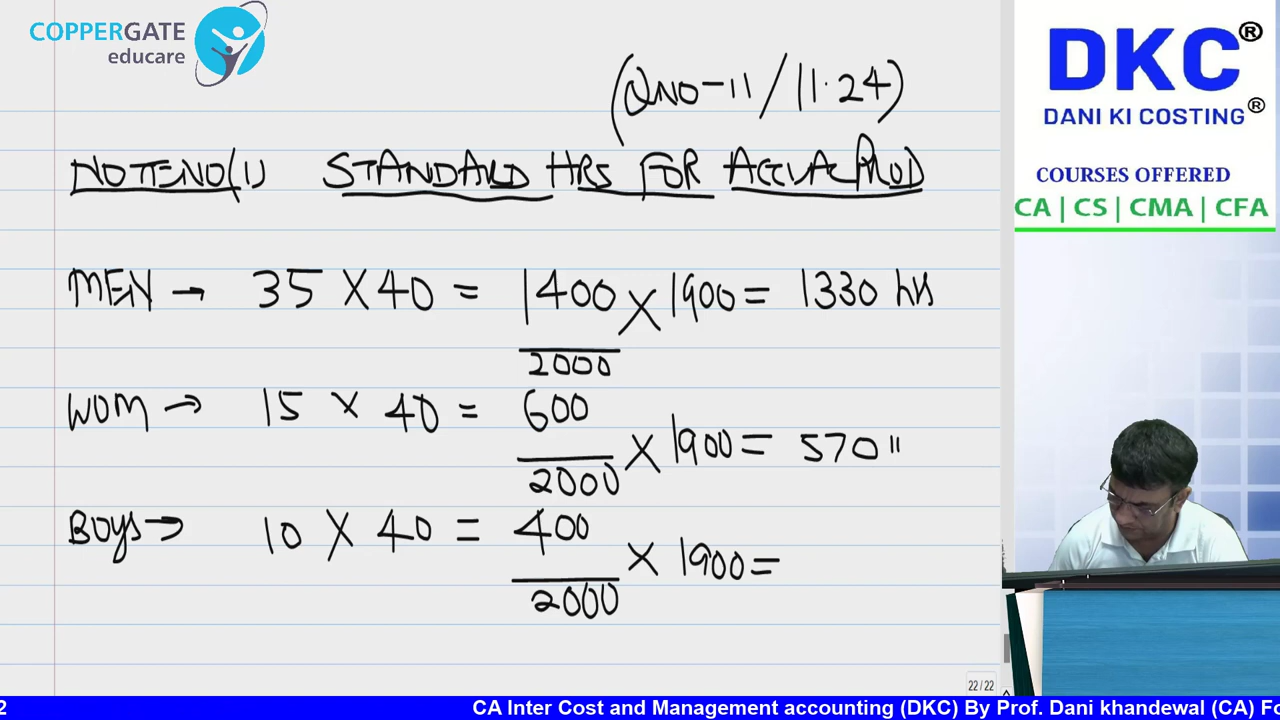 COPPERGATE
educare
(QNO-11/11.24)
NOTENO(1) STANDARD HRS FOR ACTUAL PROD
MEN → 35 X 40 = 1400 X 1900 = 1330 hrs
2000
WOM → 15 x 40 = 600
X 1900 = 570 "
2000
BOYS → 10 X 40 = 400
X 1900 =
2000
22 / 22
DKC®
DANI KI COSTING®
COURSES OFFERED
CA | CS | CMA | CFA
2 CA Inter Cost and Management accounting (DKC) By Prof. Dani khandewal (CA) Fo